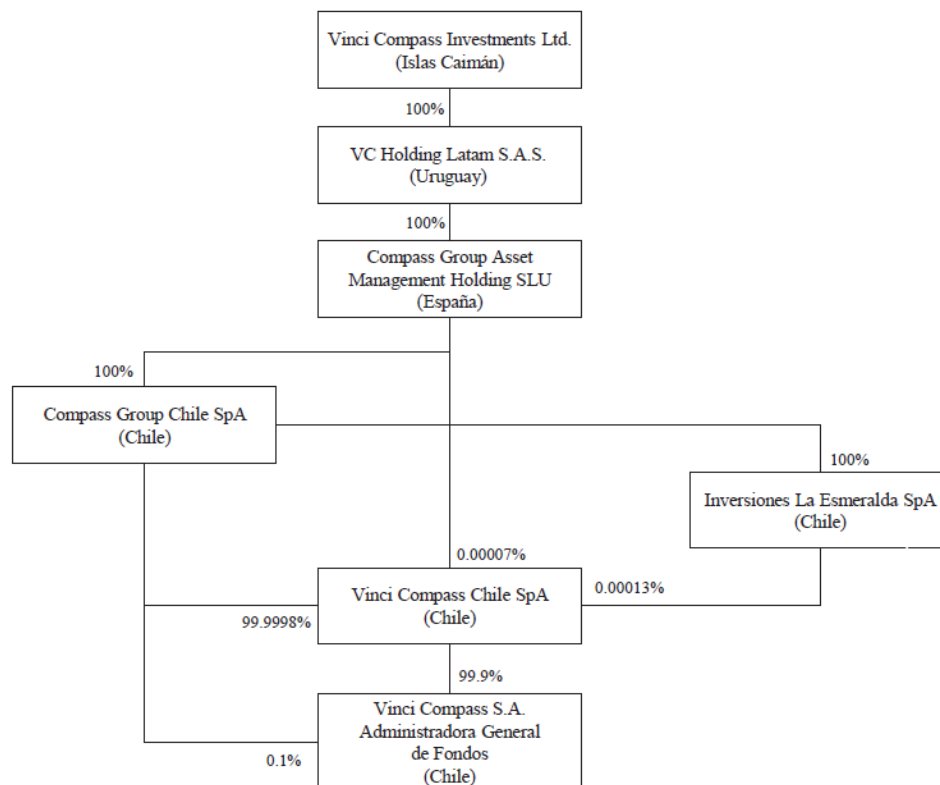 Vinci Compass Investments Ltd.
(Islas Caimán)
100%
VC Holding Latam S.A.S.
(Uruguay)
100%
Compass Group Asset
Management Holding SLU
(España)
100%
Compass Group Chile SpA
(Chile)
100%
Inversiones La Esmeralda SpA
(Chile)
0.00007%
Vinci Compass Chile SpA
(Chile)
0.00013%
99.9998%
99.9%
Vinci Compass S.A.
Administradora General
de Fondos
(Chile)
0.1%